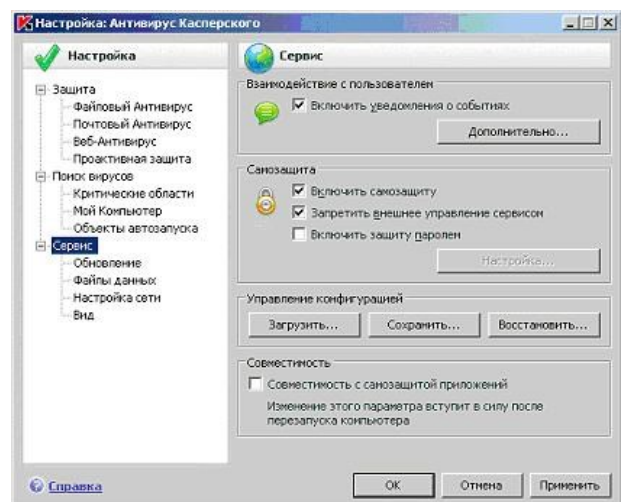 Настройка: Антивирус Касперского
Настройка
Защита
Файловый Антивирус
Почтовый Антивирус
Веб-Антивирус
Проактивная защита
Поиск вирусов
Критические области
Мой Компьютер
Объекты автозапуска
Сервис
Обновление
Файлы данных
Настройка сети
Вид
Справка
Сервис
Взаимодействие с пользователем
Включить уведомления о событиях
Дополнительно...
Самозащита
Включить самозащиту
Запретить внешнее управление сервисом
Включить защиту паролем
Настройка...
Управление конфигурацией
Загрузить...
Сохранить...
Восстановить...
Совместимость
Совместимость с самозащитой приложений
Изменение этого параметра вступит в силу после
перезапуска компьютера
ОК
Отмена
Применить